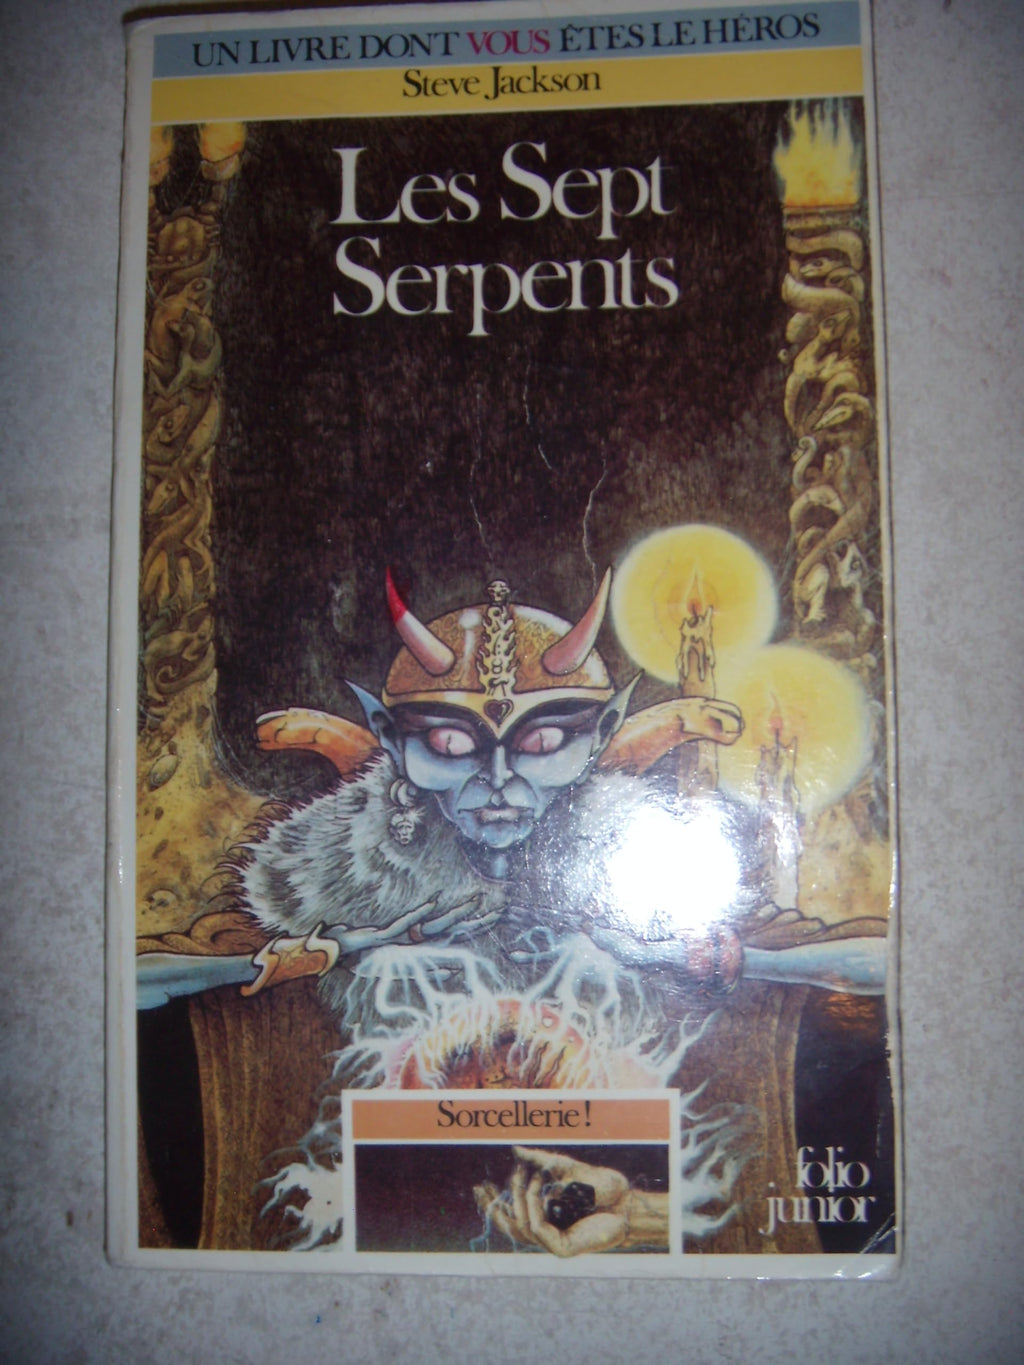 UN LIVRE DONT VOUS ÊTES LE HÉROS
Steve Jackson
Les Sept
Serpents
Sorcellerie!
folio
junior